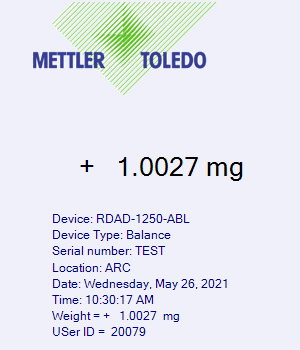 METTLER TOLEDO
+ 1.0027 mg
Device: RDAD-1250-ABL
Device Type: Balance
Serial number: TEST
Location: ARC
Date: Wednesday, May 26, 2021
Time: 10:30:17 AM
Weight = + 1.0027 mg
USer ID = 20079